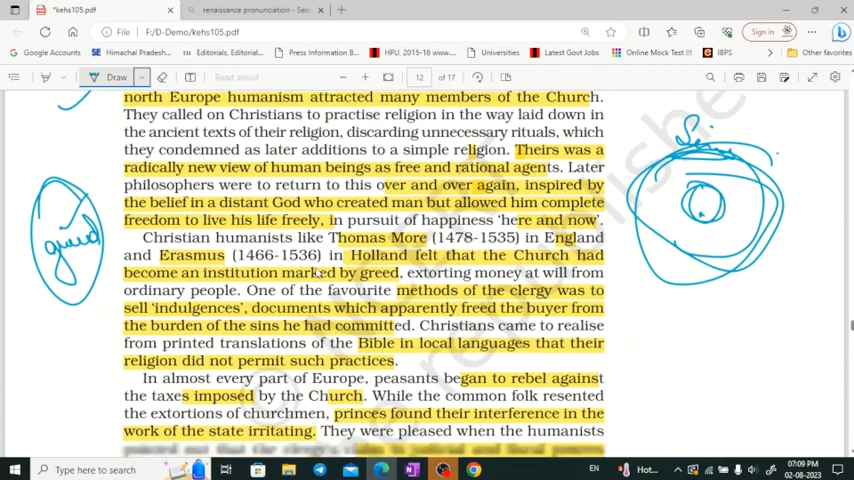 *kehs105.pdf
renaissance pronunciation - Sea
File
F:/D-Demo/kehs105.pdf
Sign in
Google Accounts
Himachal Pradesh...
Editorials, Editorial...
Press Information B...
HPU, 2015-16 www....
Universities
Latest Govt Jobs
Online Mock Test !...
IBPS
Other favorites
Draw
Read aloud
12 of 17
north Europe humanism attracted many members of the Church.
They called on Christians to practise religion in the way laid down in
the ancient texts of their religion, discarding unnecessary rituals, which
they condemned as later additions to a simple religion. Theirs was a
radically new view of human beings as free and rational agents. Later
philosophers were to return to this over and over again, inspired by
the belief in a distant God who created man but allowed him complete
freedom to live his life freely, in pursuit of happiness 'here and now'.
Christian humanists like Thomas More (1478-1535) in England
and Erasmus (1466-1536) in Holland felt that the Church had
become an institution marked by greed, extorting money at will from
ordinary people. One of the favourite methods of the clergy was to
sell 'indulgences', documents which apparently freed the buyer from
the burden of the sins he had committed. Christians came to realise
from printed translations of the Bible in local languages that their
religion did not permit such practices.
In almost every part of Europe, peasants began to rebel against
the taxes imposed by the Church. While the common folk resented
the extortions of churchmen, princes found their interference in the
work of the state irritating. They were pleased when the humanists
greed
Type here to search
Hot...
EN
07:09 PM
02-08-2023